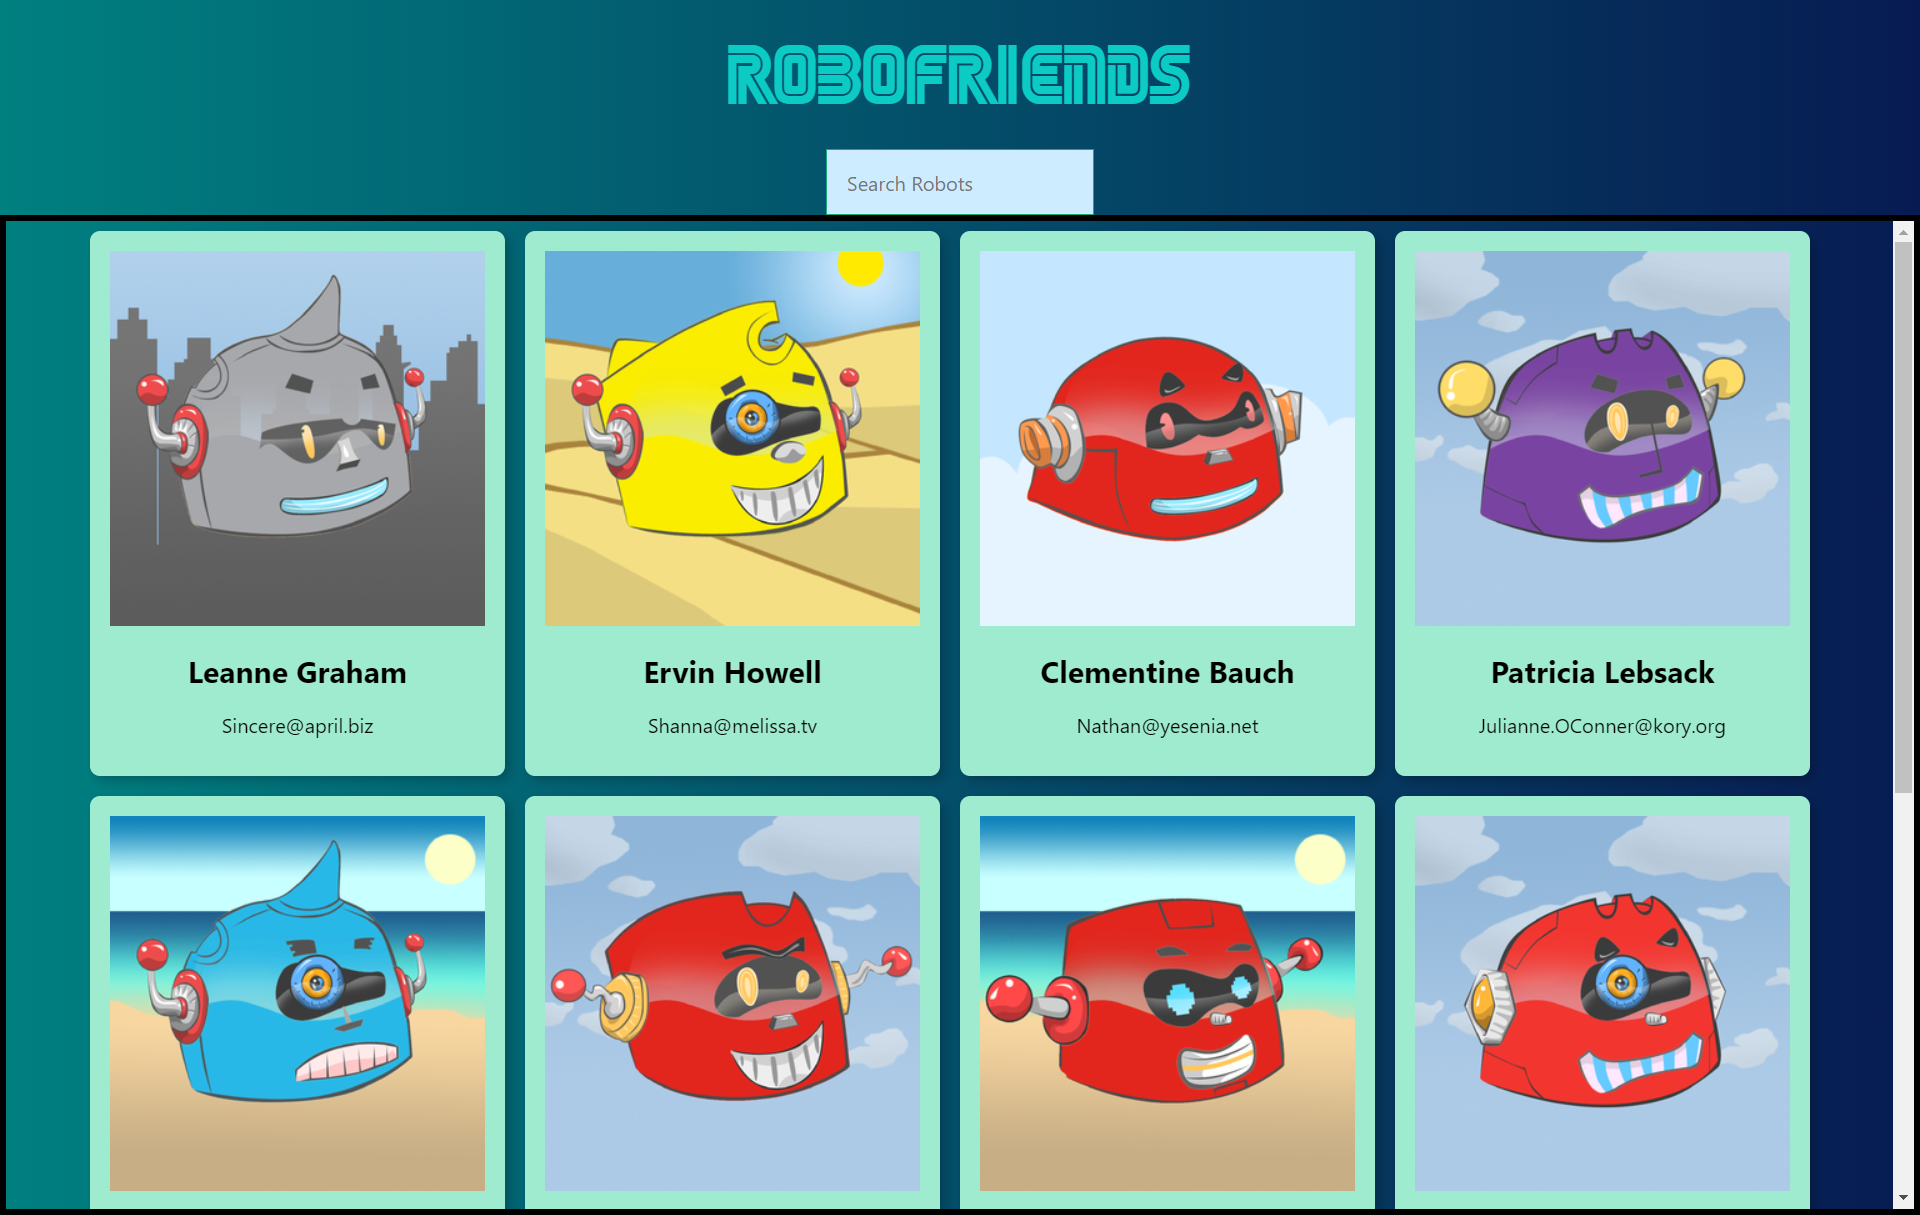 ROBOFRIENDS
Search Robots
Leanne Graham
Ervin Howell
Clementine Bauch
Patricia Lebsack
Sincere@april.biz
Shanna@melissa.tv
Nathan@yesenia.net
Julianne.OConner@kory.org